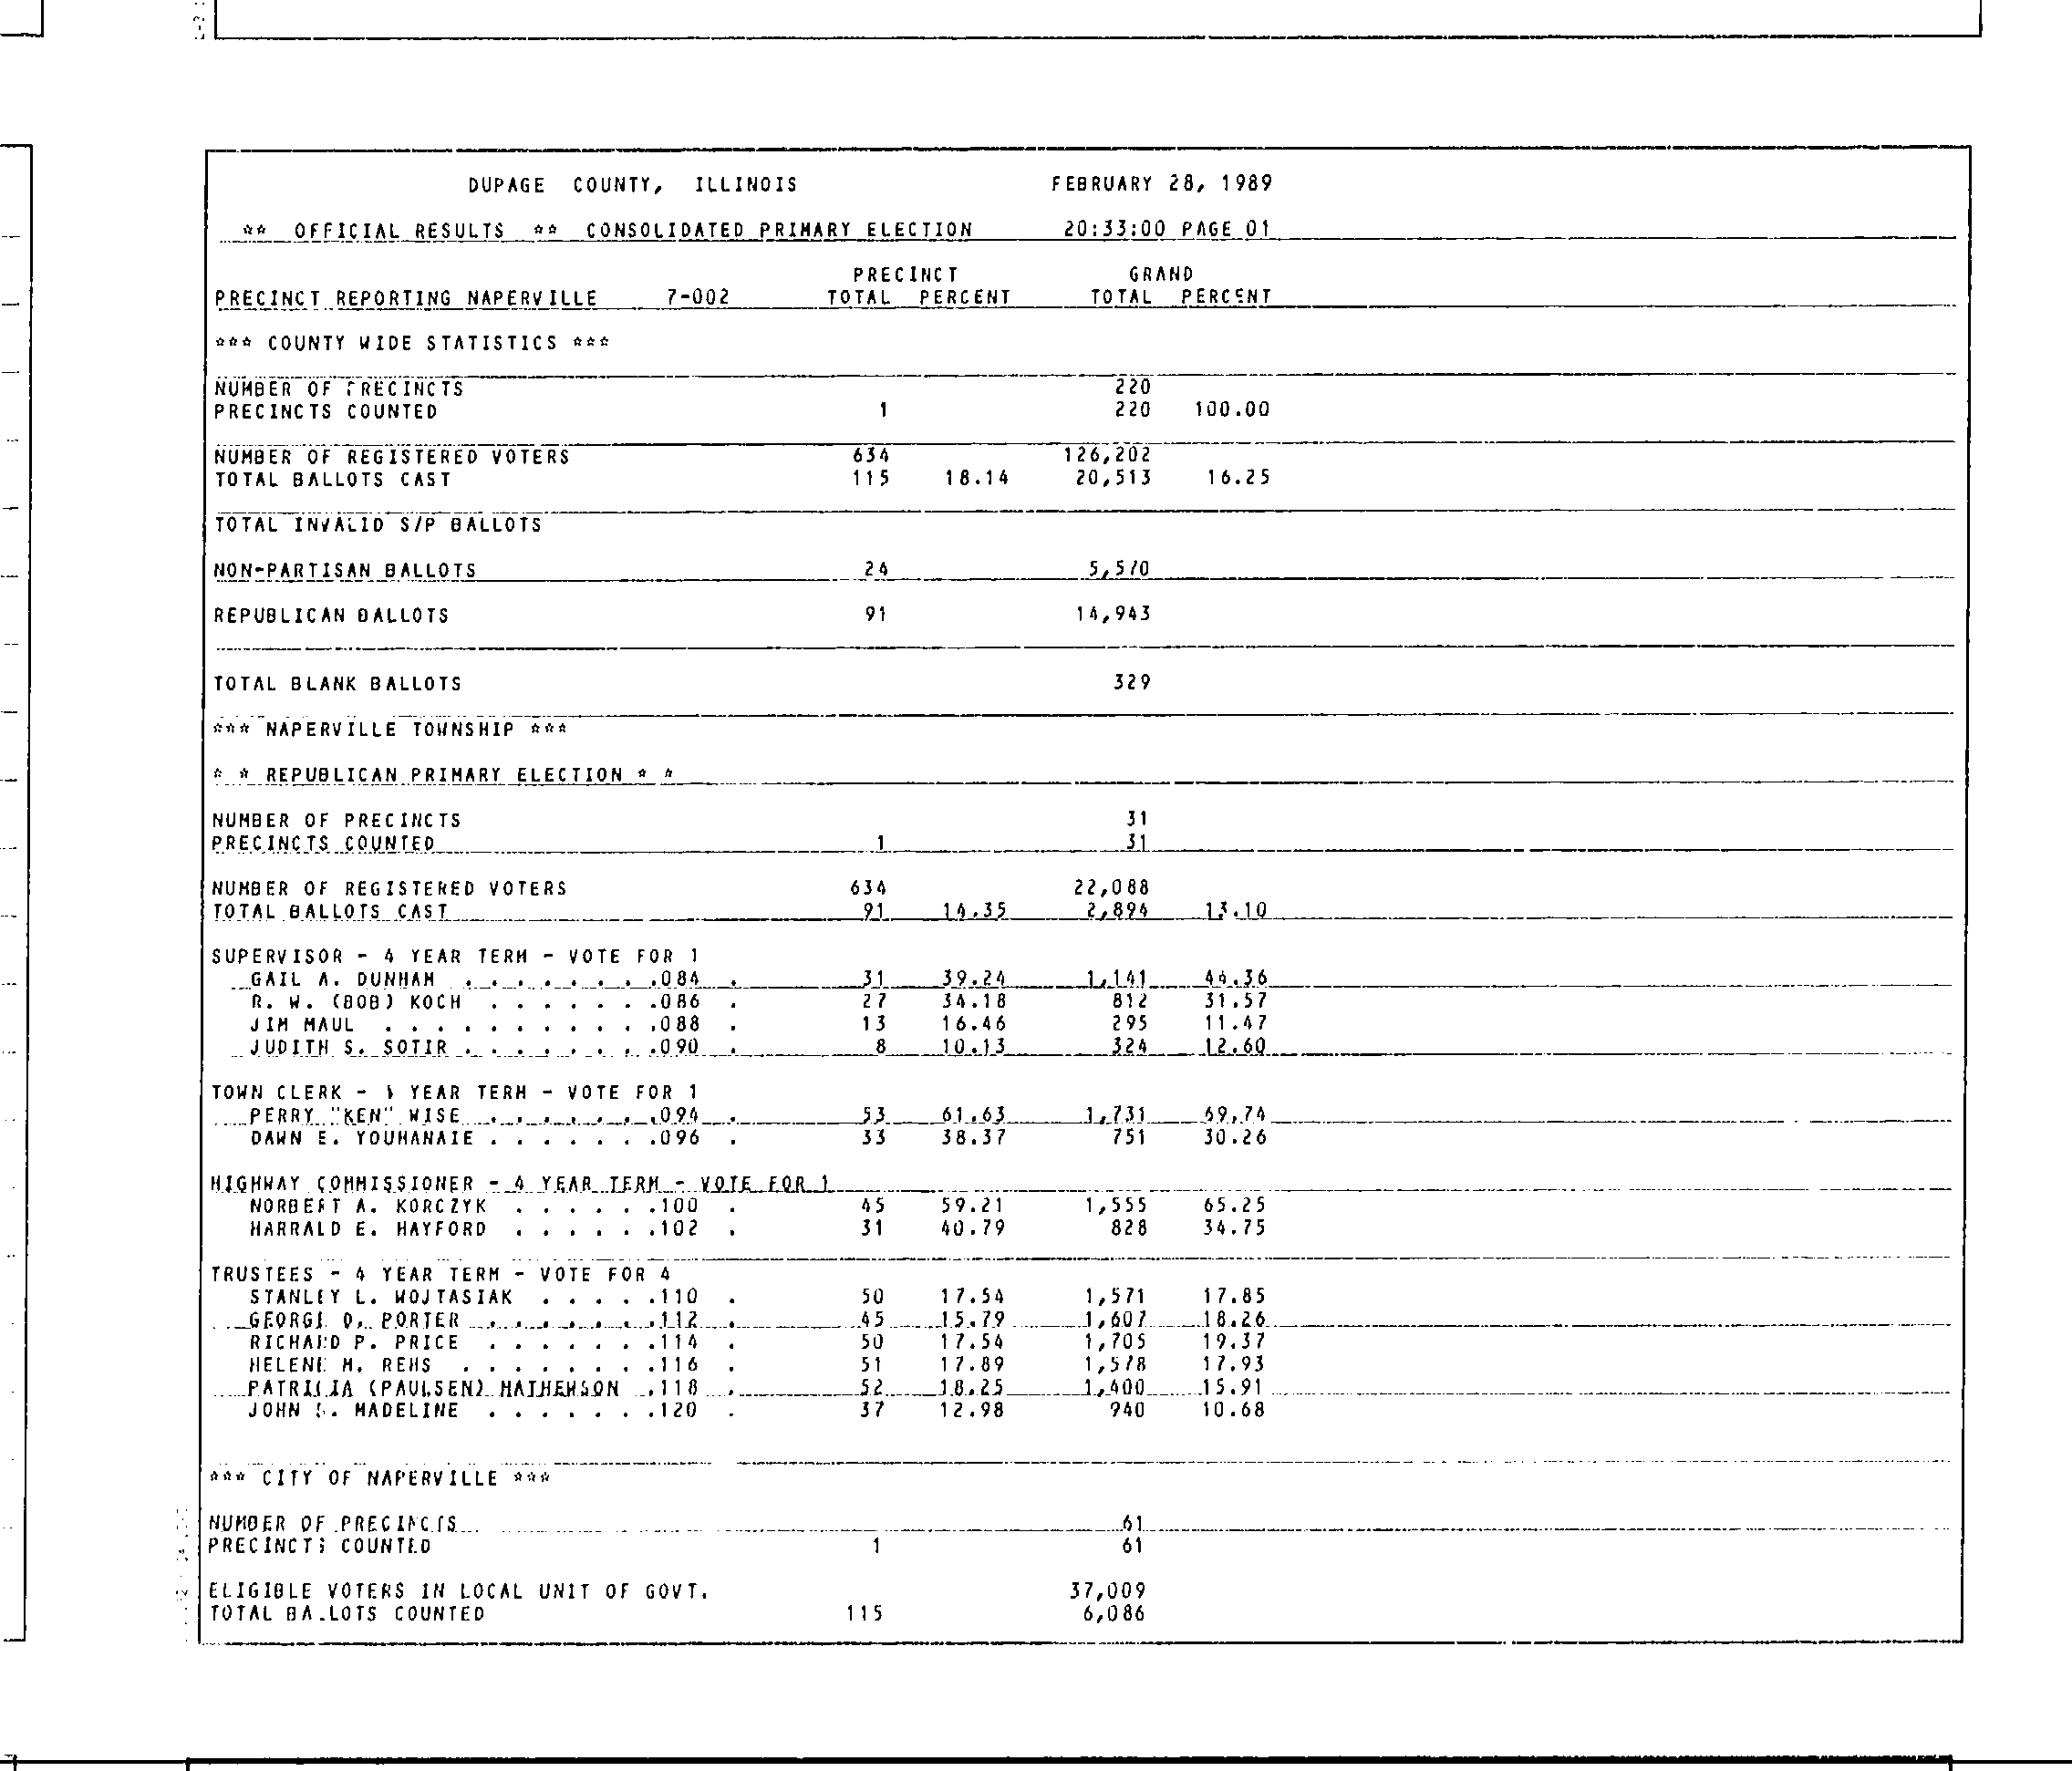 DUPAGE COUNTY, ILLINOIS FEBRUARY 28, 1989
** OFFICIAL RESULTS ** CONSOLIDATED PRIMARY ELECTION 20:33:00 PAGE 01
PRECINCT GRAND
PRECINCT REPORTING NAPERVILLE 7-002 TOTAL PERCENT TOTAL PERCENT
*** COUNTY WIDE STATISTICS ***
NUMBER OF PRECINCTS 220
PRECINCTS COUNTED 1 220 100.00
NUMBER OF REGISTERED VOTERS 634 126,202
TOTAL BALLOTS CAST 115 18.14 20,513 16.25
TOTAL INVALID S/P BALLOTS
NON-PARTISAN BALLOTS 24 5,570
REPUBLICAN BALLOTS 91 14,943
TOTAL BLANK BALLOTS 329
*** NAPERVILLE TOWNSHIP ***
* * REPUBLICAN PRIMARY ELECTION * *
NUMBER OF PRECINCTS 31
PRECINCTS COUNTED 1 31
NUMBER OF REGISTERED VOTERS 634 22,088
TOTAL BALLOTS CAST 91 14.35 2,894 13.10
SUPERVISOR - 4 YEAR TERM - VOTE FOR 1
GAIL A. DUNHAM . . . . . . . .084 . 31 39.24 1,141 44.36
R. W. (BOB) KOCH . . . . . . .086 . 27 34.18 812 31.57
JIM MAUL . . . . . . . . . . .088 . 13 16.46 295 11.47
JUDITH S. SOTIR . . . . . . . .090 . 8 10.13 324 12.60
TOWN CLERK - 4 YEAR TERM - VOTE FOR 1
PERRY "KEN" WISE . . . . . . .094 . 53 61.63 1,731 69.74
DAWN E. YOUHANAIE . . . . . . .096 . 33 38.37 751 30.26
HIGHWAY COMMISSIONER - 4 YEAR TERM - VOTE FOR 1
NORBERT A. KORCZYK . . . . . .100 . 45 59.21 1,555 65.25
HARRALD E. HAYFORD . . . . . .102 . 31 40.79 828 34.75
TRUSTEES - 4 YEAR TERM - VOTE FOR 4
STANLEY L. WOJTASIAK . . . . .110 . 50 17.54 1,571 17.85
GEORGE D. PORTER . . . . . . .112 . 45 15.79 1,607 18.26
RICHARD P. PRICE . . . . . . .114 . 50 17.54 1,705 19.37
HELENE M. REHS . . . . . . . .116 . 51 17.89 1,578 17.93
PATRICIA (PAULSEN) MATHEWSON .118 . 52 18.25 1,400 15.91
JOHN MADELINE . . . . . . .120 . 37 12.98 940 10.68
*** CITY OF NAPERVILLE ***
NUMBER OF PRECINCTS 61
PRECINCTS COUNTED 1 61
ELIGIBLE VOTERS IN LOCAL UNIT OF GOVT. 37,009
TOTAL BALLOTS COUNTED 115 6,086